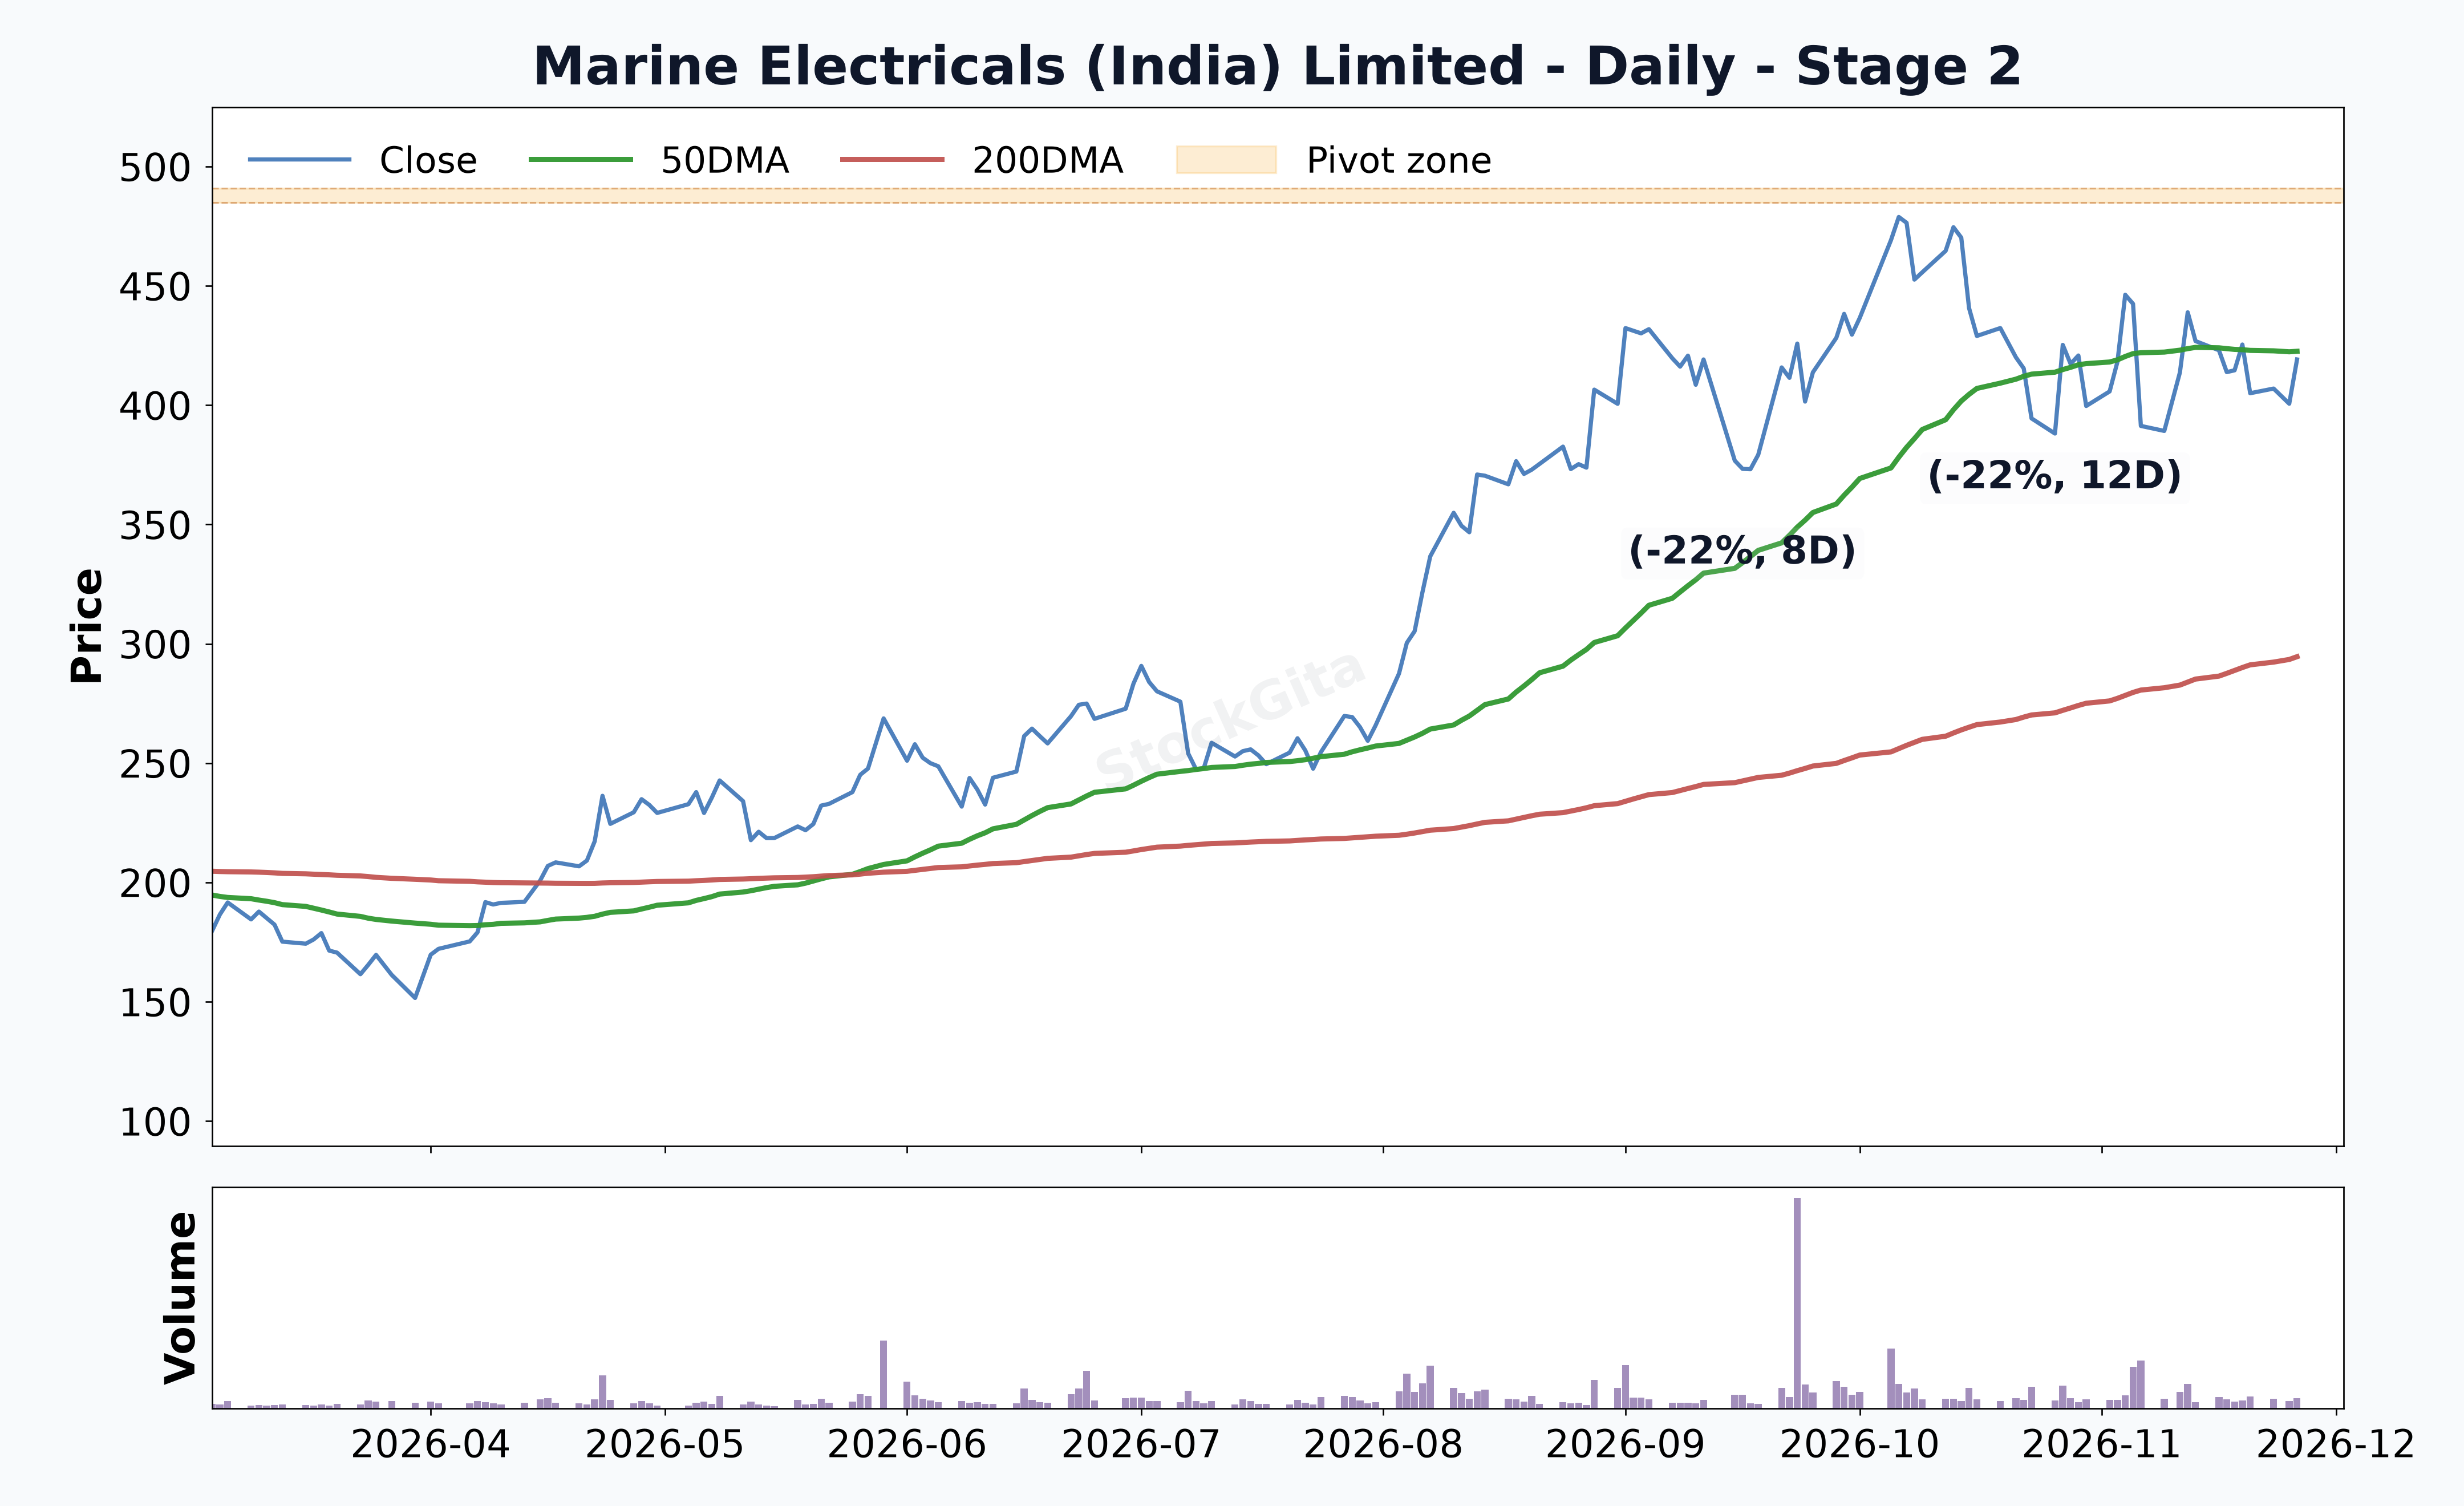 Marine Electricals (India) Limited - Daily - Stage 2
Close 50DMA 200DMA Pivot zone
500
450
400
350
300
250
200
150
100
Price
(-22%, 12D)
(-22%, 8D)
StockGita
Volume
2026-04 2026-05 2026-06 2026-07 2026-08 2026-09 2026-10 2026-11 2026-12